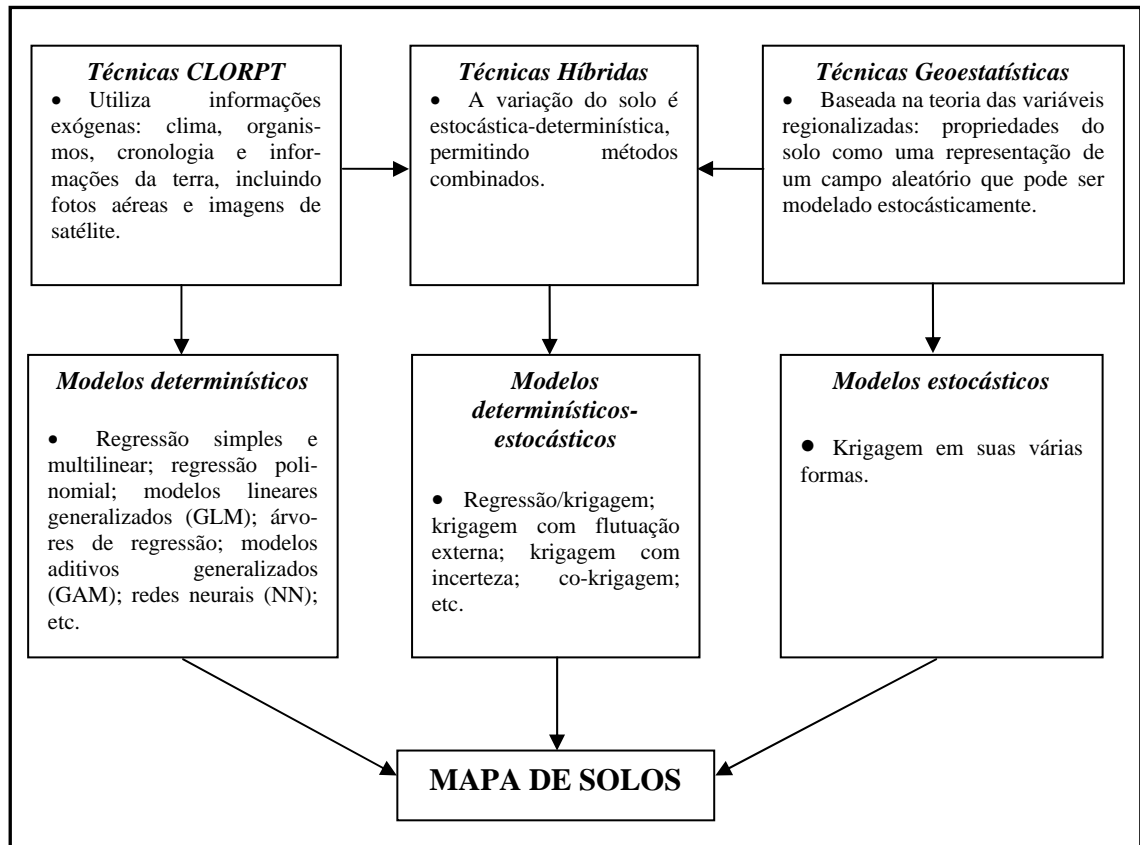 Técnicas CLORPT
• Utiliza informações
exógenas: clima, organis-
mos, cronologia e infor-
mações da terra, incluindo
fotos aéreas e imagens de
satélite.
Técnicas Híbridas
• A variação do solo é
estocástica-determinística,
permitindo métodos
combinados.
Técnicas Geoestatísticas
• Baseada na teoria das variáveis
regionalizadas: propriedades do
solo como uma representação de
um campo aleatório que pode ser
modelado estocásticamente.
Modelos determinísticos
• Regressão simples e
multilinear; regressão poli-
nomial; modelos lineares
generalizados (GLM); árvo-
res de regressão; modelos
aditivos generalizados
(GAM); redes neurais (NN);
etc.
Modelos
determinísticos-
estocásticos
• Regressão/krigagem;
krigagem com flutuação
externa; krigagem com
incerteza; co-krigagem;
etc.
Modelos estocásticos
• Krigagem em suas várias
formas.
MAPA DE SOLOS